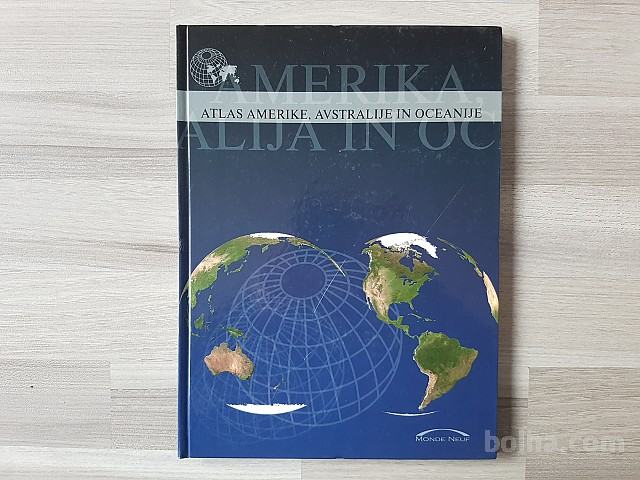 AMERIKA,
ATLAS AMERIKE, AVSTRALIJE IN OCEANIJE
ALIJA IN OC
MONDE NEUF
bolha.com